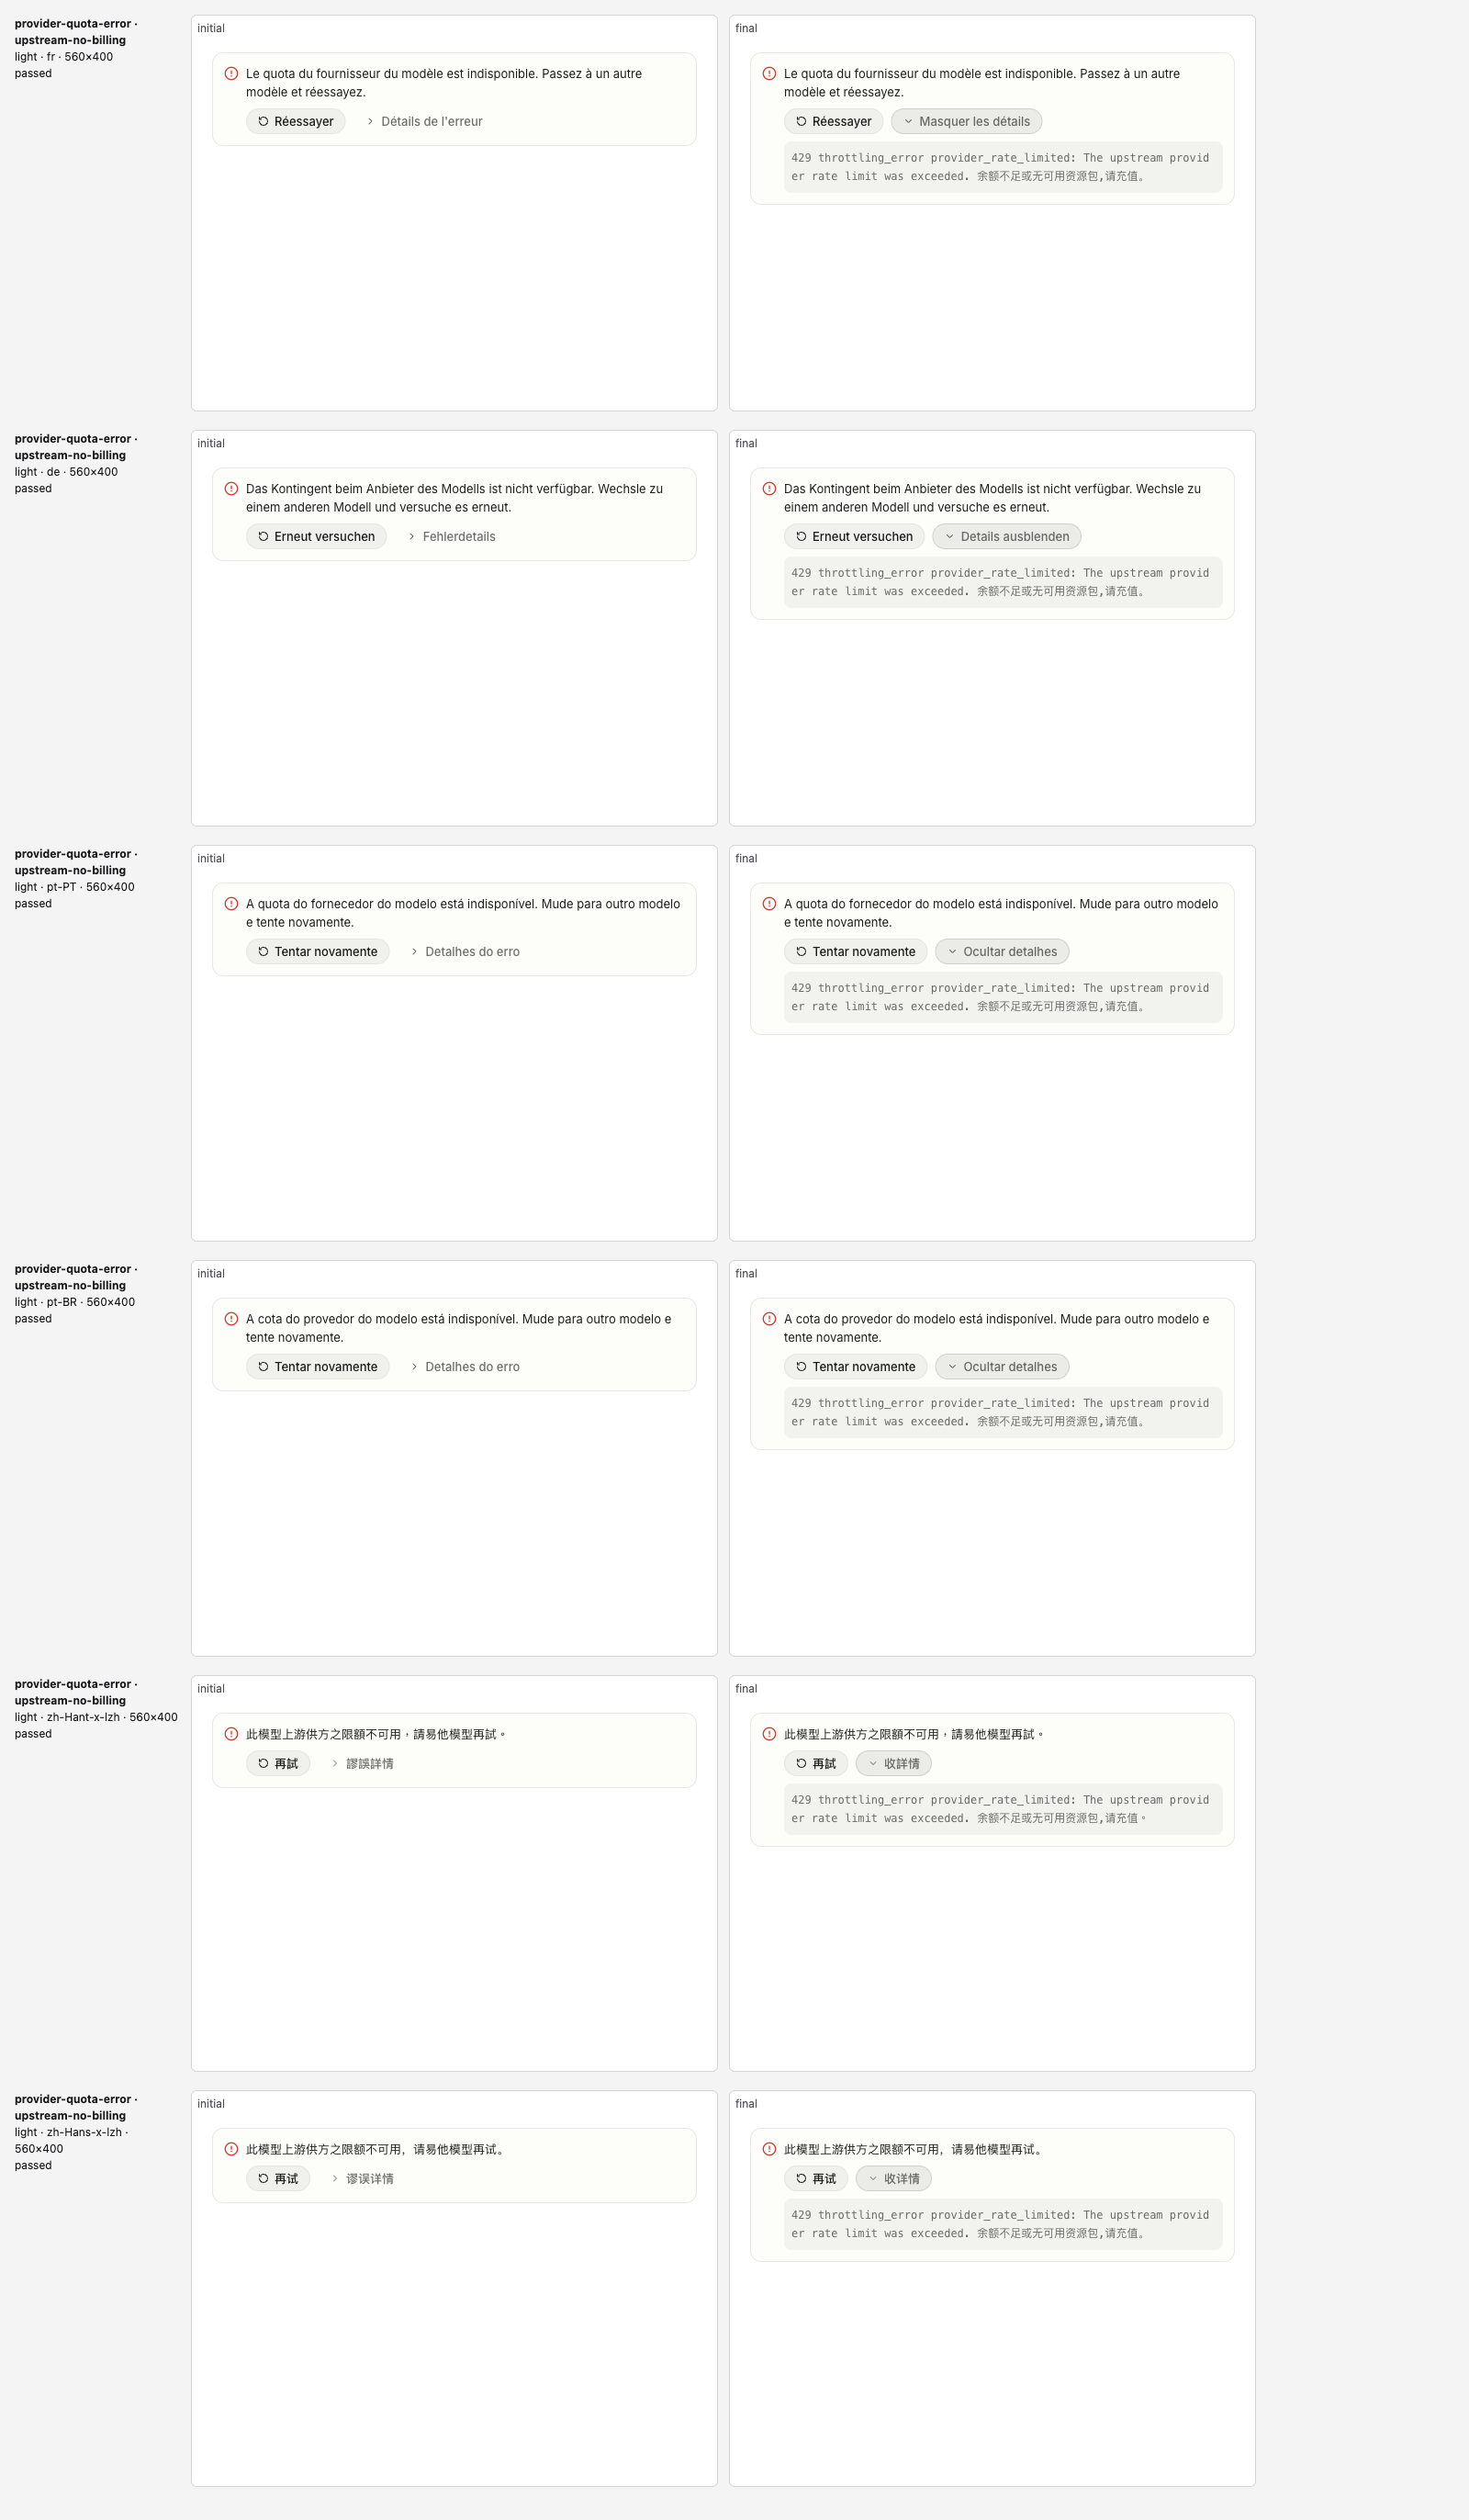 provider-quota-error ·
upstream-no-billing
light · fr · 560×400
passed
initial
Le quota du fournisseur du modèle est indisponible. Passez à un autre
modèle et réessayez.
Réessayer
Détails de l'erreur
final
Le quota du fournisseur du modèle est indisponible. Passez à un autre
modèle et réessayez.
Réessayer
Masquer les détails
429 throttling_error provider_rate_limited: The upstream provid
er rate limit was exceeded. 余额不足或无可用资源包,请充值。
provider-quota-error ·
upstream-no-billing
light · de · 560×400
passed
initial
Das Kontingent beim Anbieter des Modells ist nicht verfügbar. Wechsle zu
einem anderen Modell und versuche es erneut.
Erneut versuchen
Fehlerdetails
final
Das Kontingent beim Anbieter des Modells ist nicht verfügbar. Wechsle zu
einem anderen Modell und versuche es erneut.
Erneut versuchen
Details ausblenden
429 throttling_error provider_rate_limited: The upstream provid
er rate limit was exceeded. 余额不足或无可用资源包,请充值。
provider-quota-error ·
upstream-no-billing
light · pt-PT · 560×400
passed
initial
A quota do fornecedor do modelo está indisponível. Mude para outro modelo
e tente novamente.
Tentar novamente
Detalhes do erro
final
A quota do fornecedor do modelo está indisponível. Mude para outro modelo
e tente novamente.
Tentar novamente
Ocultar detalhes
429 throttling_error provider_rate_limited: The upstream provid
er rate limit was exceeded. 余额不足或无可用资源包,请充值。
provider-quota-error ·
upstream-no-billing
light · pt-BR · 560×400
passed
initial
A cota do provedor do modelo está indisponível. Mude para outro modelo e
tente novamente.
Tentar novamente
Detalhes do erro
final
A cota do provedor do modelo está indisponível. Mude para outro modelo e
tente novamente.
Tentar novamente
Ocultar detalhes
429 throttling_error provider_rate_limited: The upstream provid
er rate limit was exceeded. 余额不足或无可用资源包,请充值。
provider-quota-error ·
upstream-no-billing
light · zh-Hant-x-lzh · 560×400
passed
initial
此模型上游供方之限額不可用，請易他模型再試。
再試
謬誤詳情
final
此模型上游供方之限額不可用，請易他模型再試。
再試
收詳情
429 throttling_error provider_rate_limited: The upstream provid
er rate limit was exceeded. 余额不足或无可用资源包,请充值。
provider-quota-error ·
upstream-no-billing
light · zh-Hans-x-lzh ·
560×400
passed
initial
此模型上游供方之限额不可用，请易他模型再试。
再试
谬误详情
final
此模型上游供方之限额不可用，请易他模型再试。
再试
收详情
429 throttling_error provider_rate_limited: The upstream provid
er rate limit was exceeded. 余额不足或无可用资源包,请充值。